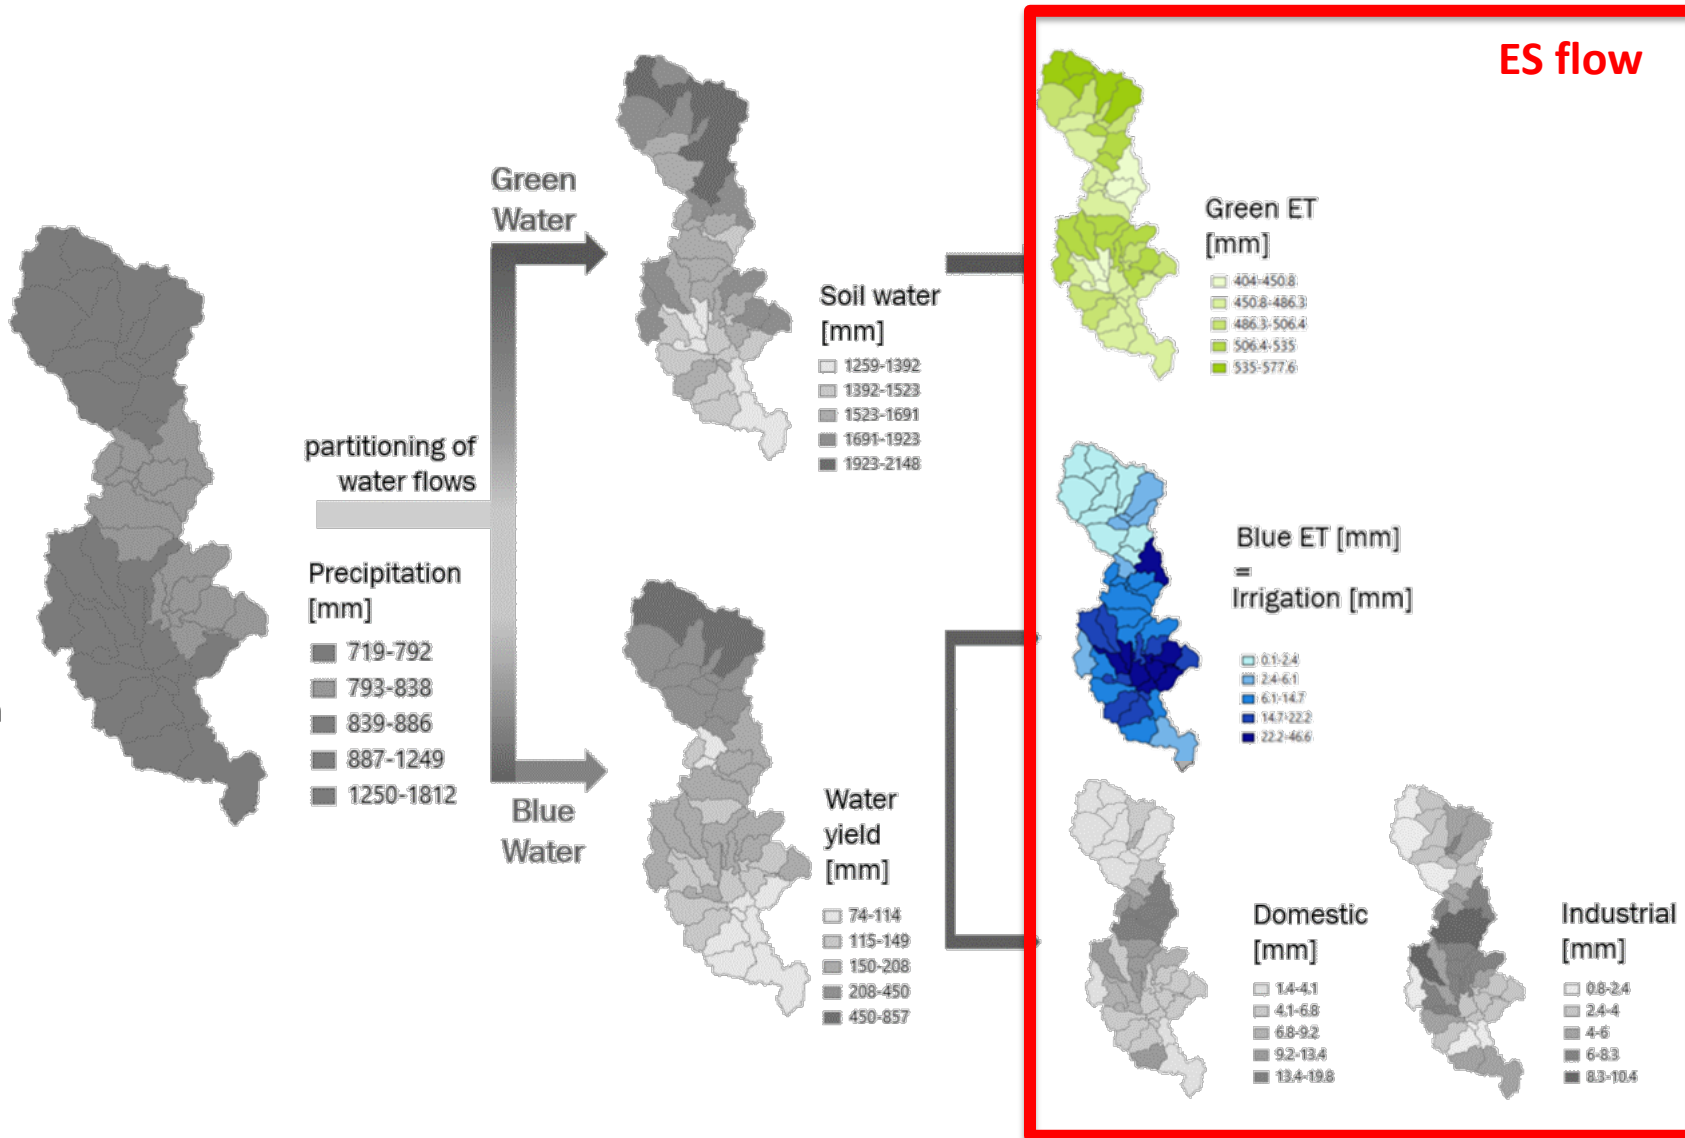 ES flow
Green
Water
Green ET
[mm]
404-450.8
450.8-486.3
486.3-506.4
506.4-535
535-577.6
Soil water
[mm]
1259-1392
1392-1523
1523-1691
1691-1923
1923-2148
partitioning of
water flows
Precipitation
[mm]
719-792
793-838
839-886
887-1249
1250-1812
Blue ET [mm]
=
Irrigation [mm]
0.1-2.4
2.4-6.1
6.1-14.7
14.7-22.2
22.2-46.6
Blue
Water
Water
yield
[mm]
74-114
115-149
150-208
208-450
450-857
Domestic
[mm]
1.4-4.1
4.1-6.8
6.8-9.2
9.2-13.4
13.4-19.8
Industrial
[mm]
0.8-2.4
2.4-4
4-6
6-8.3
8.3-10.4